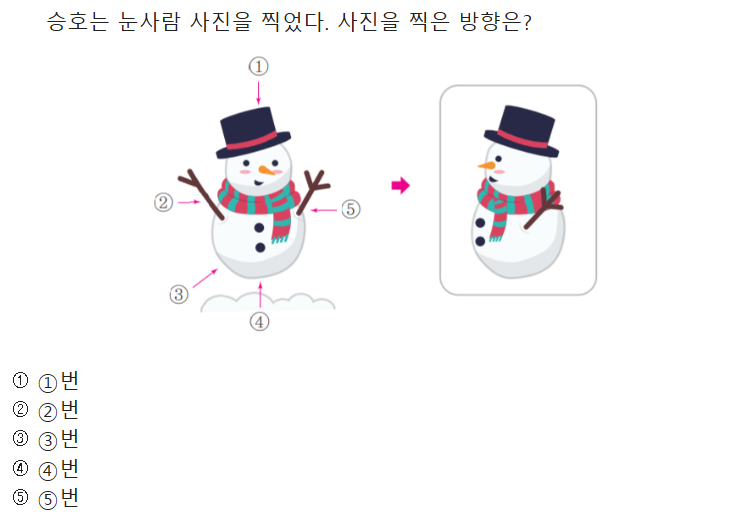 승호는 눈사람 사진을 찍었다. 사진을 찍은 방향은?
①
②
⑤
③
④
① ①번
② ②번
③ ③번
④ ④번
⑤ ⑤번